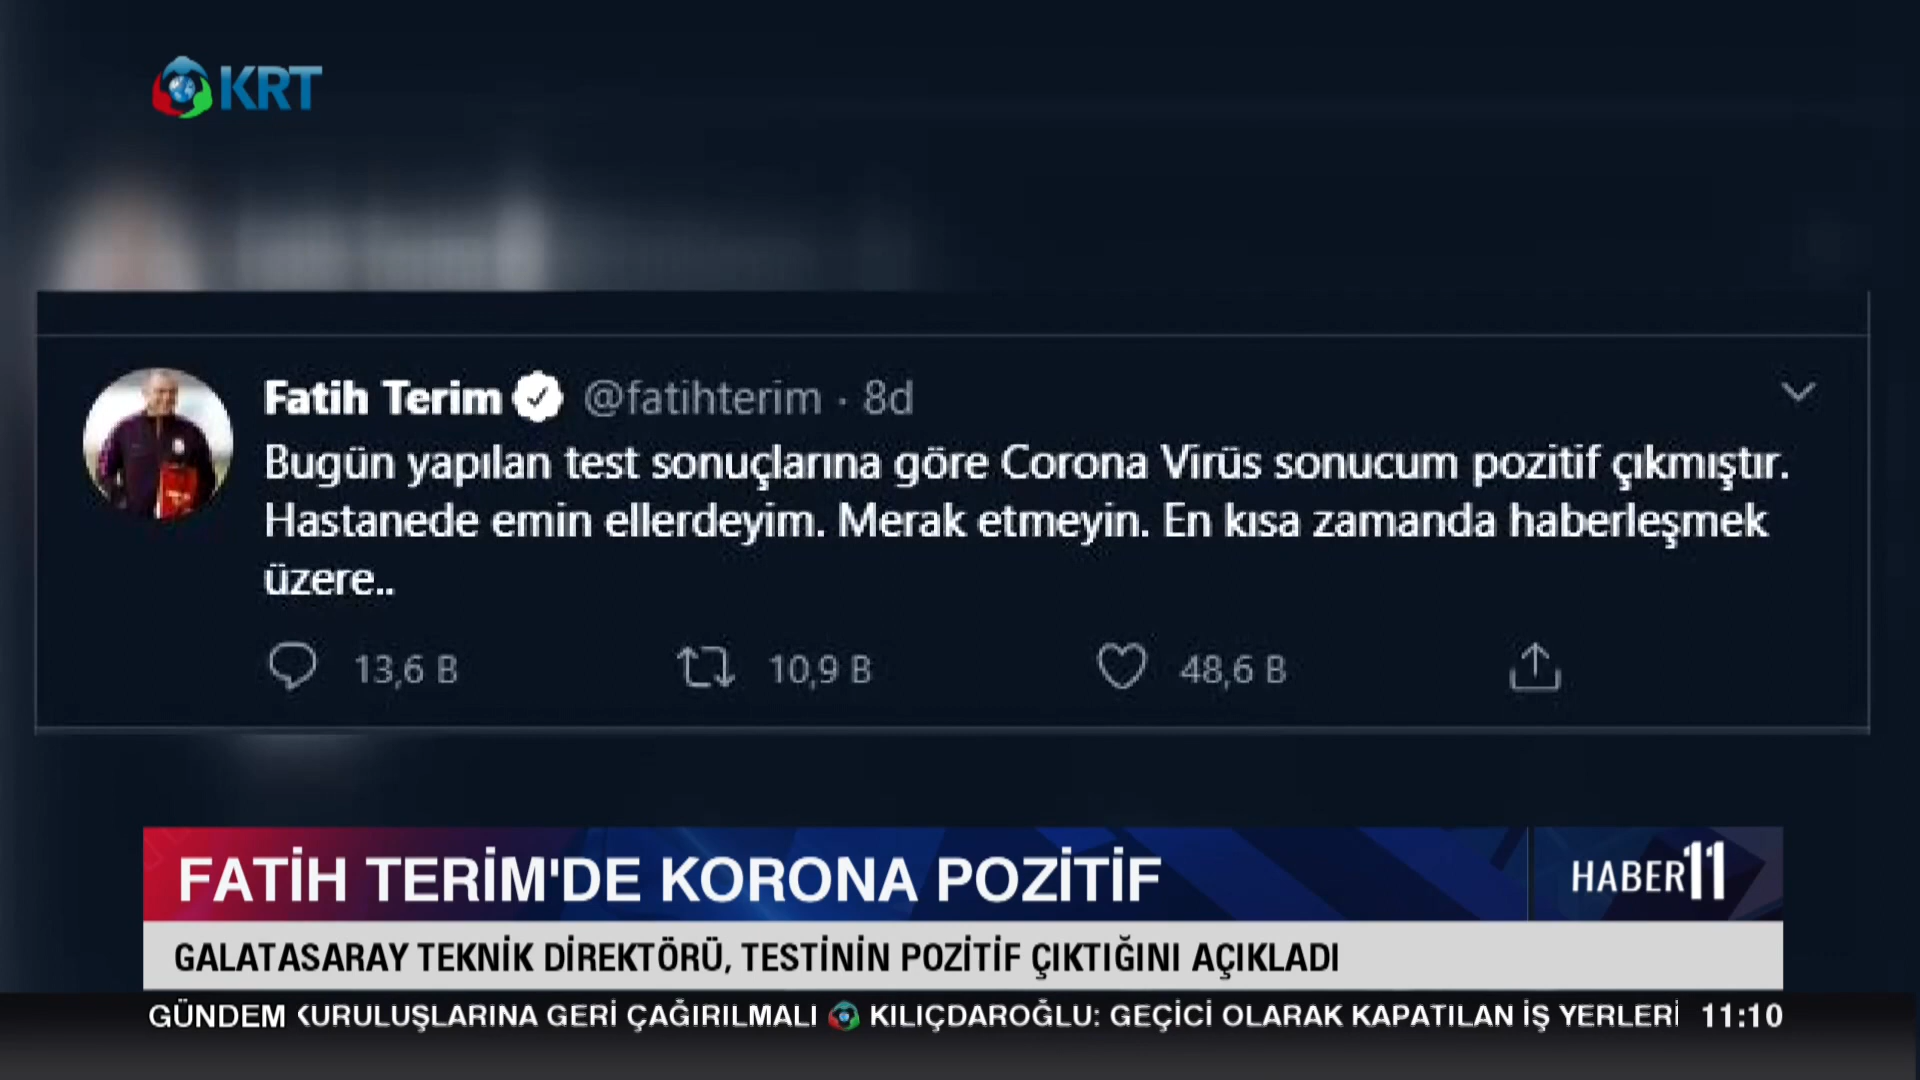 KRT
Fatih Terim @fatihterim · 8d
Bugün yapılan test sonuçlarına göre Corona Virüs sonucum pozitif çıkmıştır.
Hastanede emin ellerdeyim. Merak etmeyin. En kısa zamanda haberleşmek
üzere..
13,6 B 10,9 B 48,6 B
FATİH TERİM'DE KORONA POZİTİF
HABER11
GALATASARAY TEKNİK DİREKTÖRÜ, TESTİNİN POZİTİF ÇIKTIĞINI AÇIKLADI
GÜNDEM KURULUŞLARINA GERİ ÇAĞIRILMALI KILIÇDAROĞLU: GEÇİCİ OLARAK KAPATILAN İŞ YERLERİ 11:10